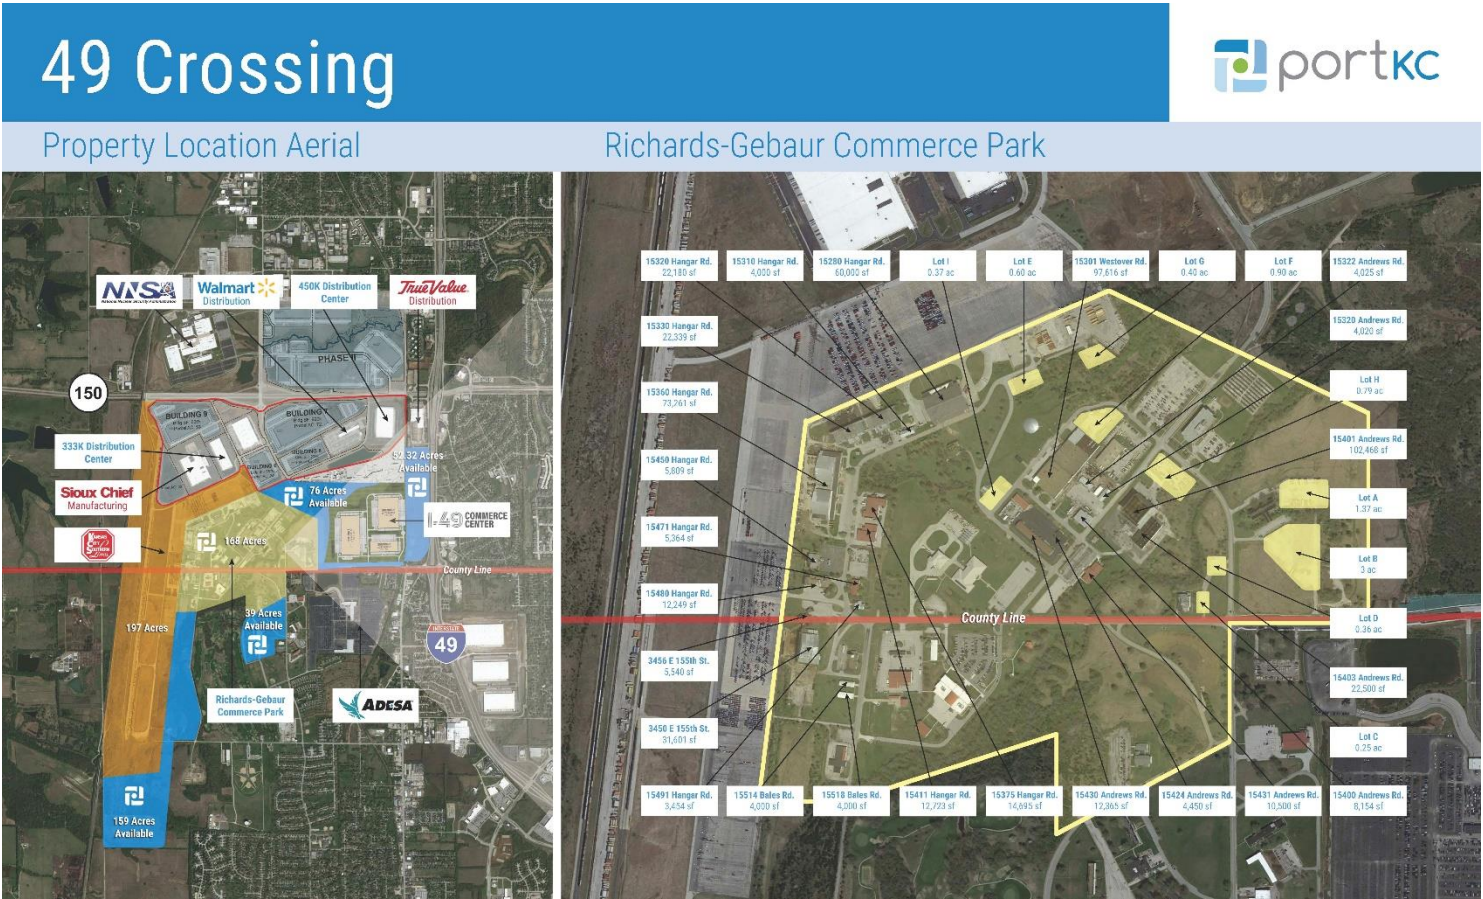 49 Crossing
portKC
Property Location Aerial
Richards-Gebaur Commerce Park
NNSA
National Nuclear Security Administration
Walmart
Distribution
450K Distribution
Center
True Value
Distribution
PHASE II
150
BUILDING 9
BUILDING 7
333K Distribution
Center
52.32 Acres
Available
76 Acres
Available
Sioux Chief
Manufacturing
I-49 COMMERCE
CENTER
168 Acres
County Line
197 Acres
39 Acres
Available
INTERSTATE
49
Richards-Gebaur
Commerce Park
ADESA
159 Acres
Available
15320 Hangar Rd.
22,180 sf
15310 Hangar Rd.
4,000 sf
15280 Hangar Rd.
60,000 sf
Lot I
0.37 ac
Lot E
0.60 ac
15301 Westover Rd.
97,616 sf
Lot G
0.40 ac
Lot F
0.90 ac
15322 Andrews Rd.
4,025 sf
15330 Hangar Rd.
22,339 sf
15320 Andrews Rd.
4,020 sf
15360 Hangar Rd.
73,261 sf
Lot H
0.79 ac
15450 Hangar Rd.
5,809 sf
15401 Andrews Rd.
102,468 sf
15471 Hangar Rd.
5,364 sf
Lot A
1.37 ac
15480 Hangar Rd.
12,249 sf
Lot B
3 ac
County Line
Lot D
0.36 ac
3456 E 155th St.
5,540 sf
15403 Andrews Rd.
22,500 sf
3450 E 155th St.
31,601 sf
Lot C
0.25 ac
15491 Hangar Rd.
3,454 sf
15514 Bales Rd.
4,000 sf
15518 Bales Rd.
4,000 sf
15411 Hangar Rd.
12,723 sf
15375 Hangar Rd.
14,695 sf
15430 Andrews Rd.
12,365 sf
15424 Andrews Rd.
4,450 sf
15431 Andrews Rd.
10,500 sf
15400 Andrews Rd.
8,154 sf